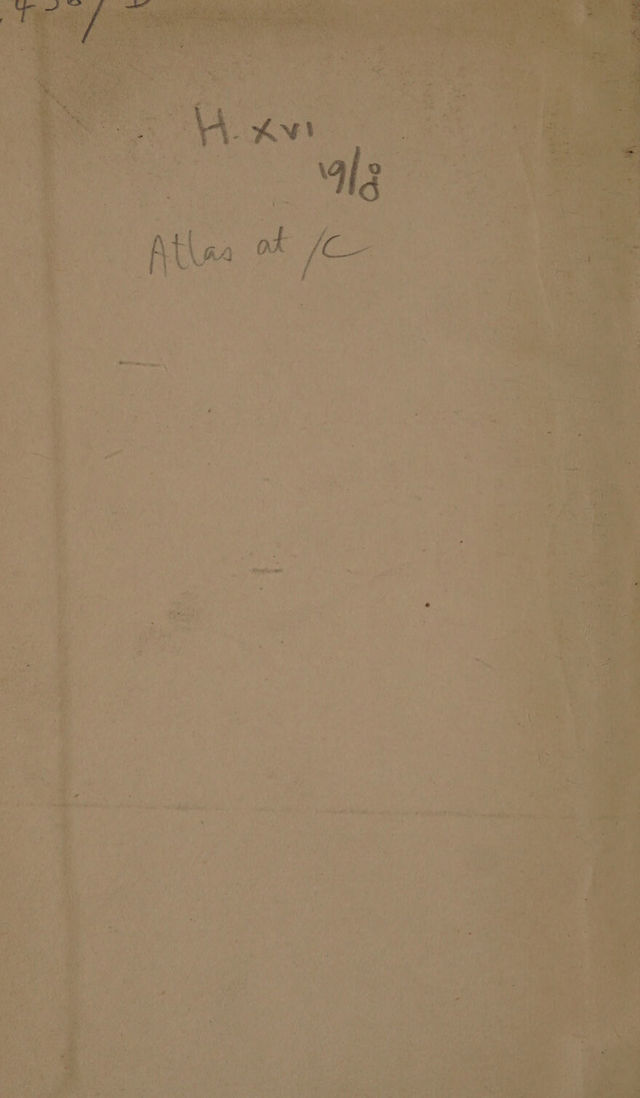 H. XVI
19/8
Atlas at /C